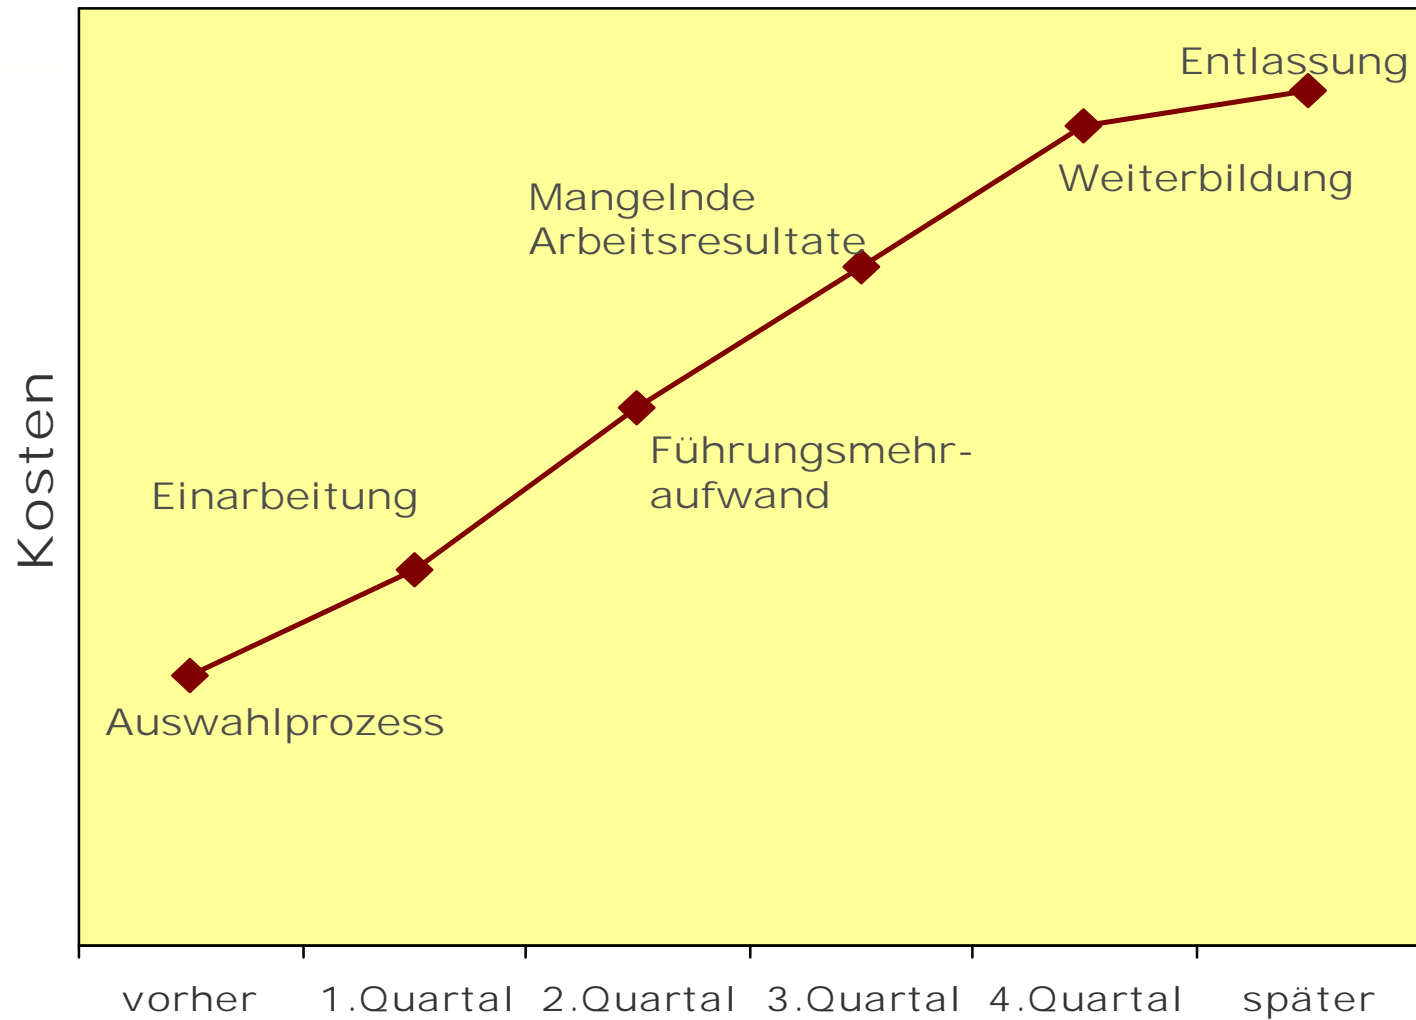 Entlassung
Weiterbildung
Mangelnde
Arbeitsresultate
Führungsmehr-
aufwand
Einarbeitung
Auswahlprozess
Kosten
vorher 1.Quartal 2.Quartal 3.Quartal 4.Quartal später